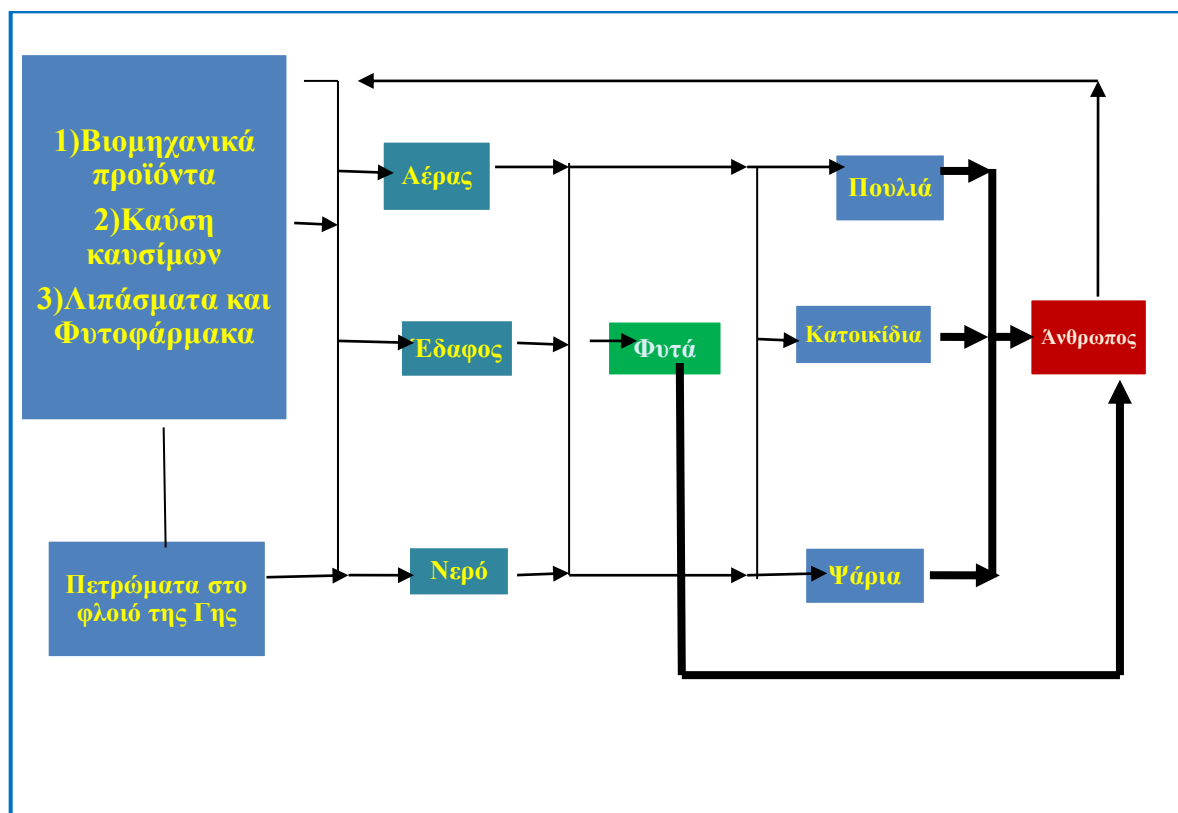 1)Βιομηχανικά
προϊόντα
2)Καύση
καυσίμων
3)Λιπάσματα και
Φυτοφάρμακα
Αέρας
Πουλιά
Έδαφος
Φυτά
Κατοικίδια
Άνθρωπος
Πετρώματα στο
φλοιό της Γης
Νερό
Ψάρια